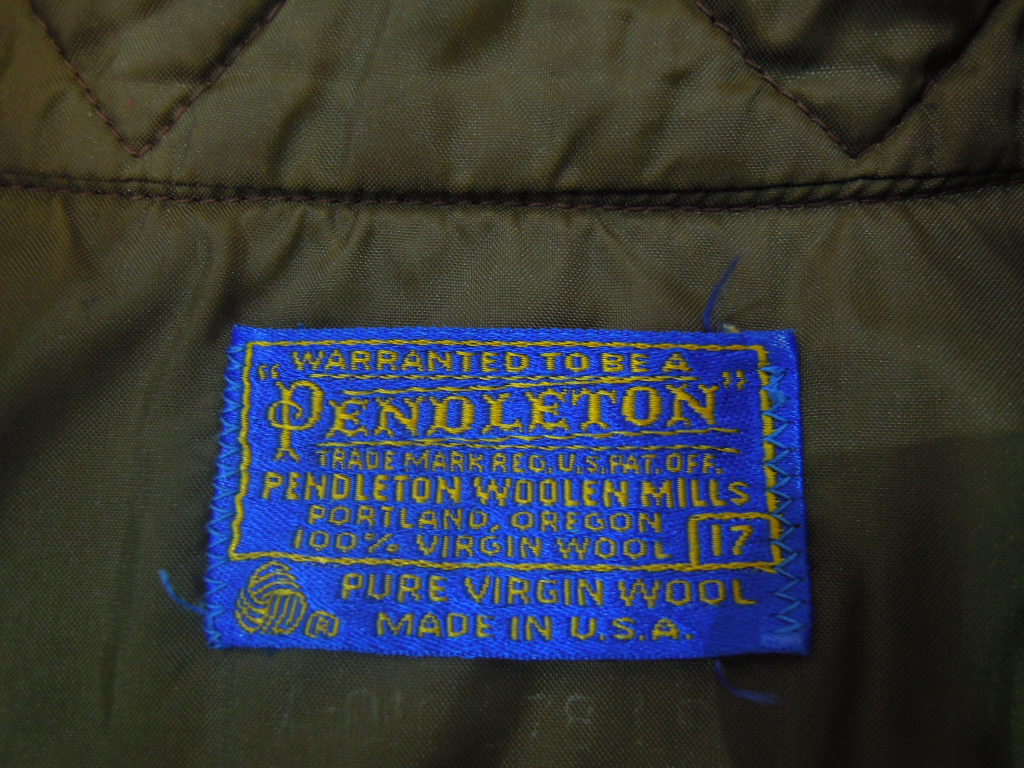 WARRANTED TO BE A
"PENDLETON"
TRADE MARK REG. U.S. PAT. OFF.
PENDLETON WOOLEN MILLS
PORTLAND, OREGON
100% VIRGIN WOOL 17
PURE VIRGIN WOOL
(R) MADE IN U.S.A.